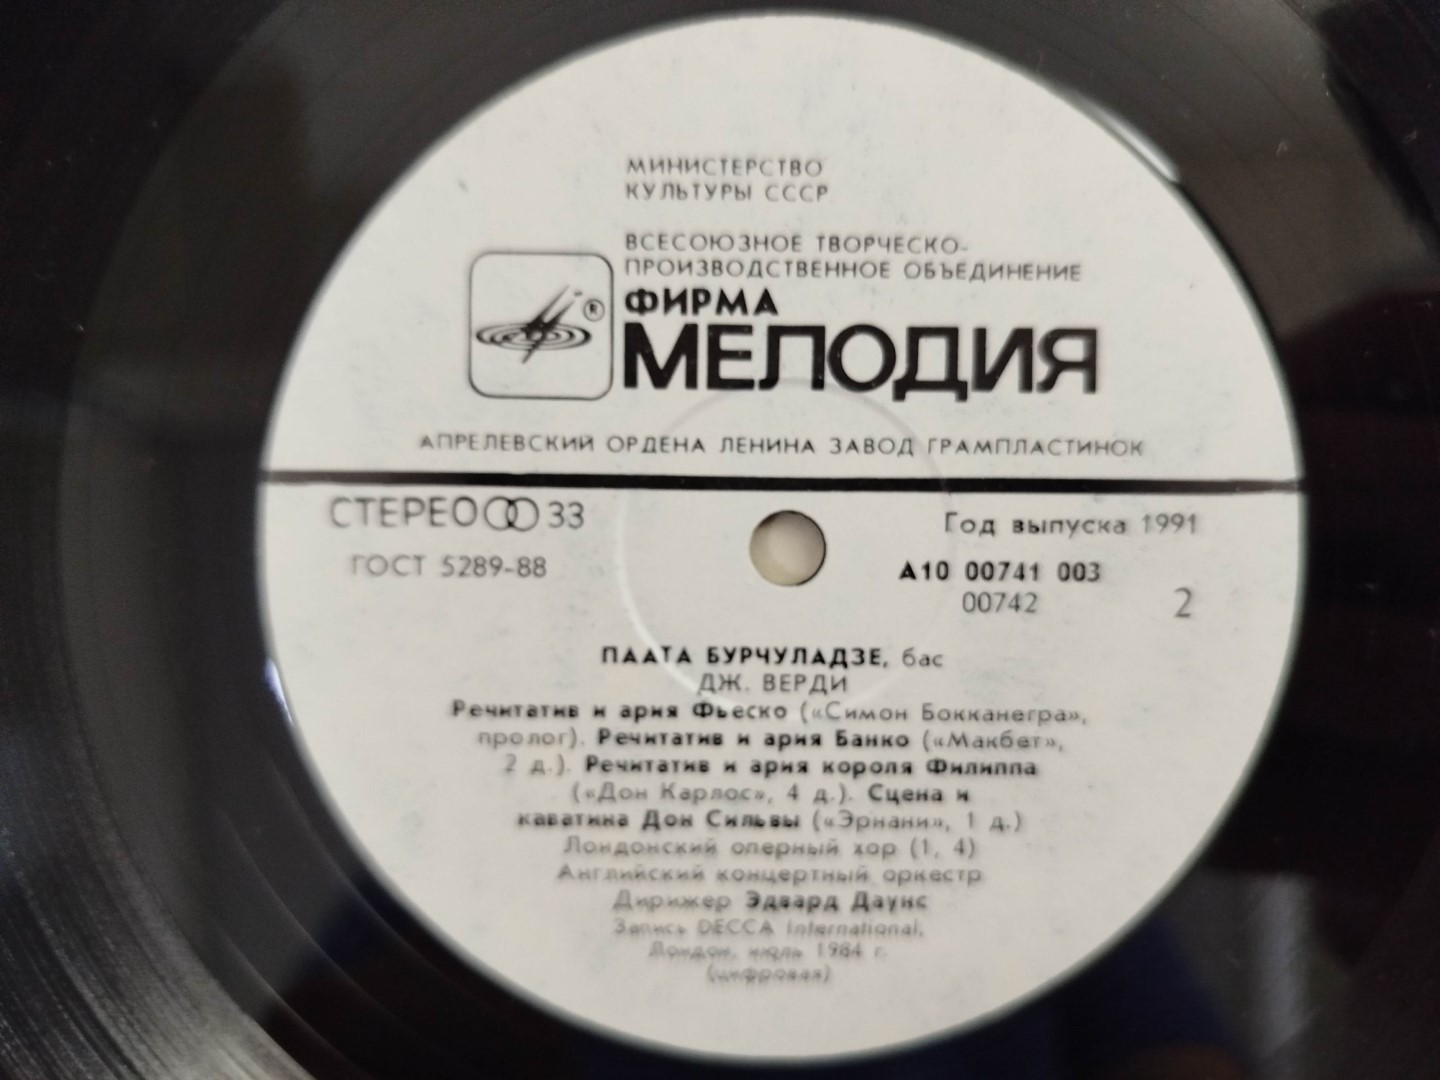 МИНИСТЕРСТВО
КУЛЬТУРЫ СССР
ВСЕСОЮЗНОЕ ТВОРЧЕСКО-
ПРОИЗВОДСТВЕННОЕ ОБЪЕДИНЕНИЕ
®
ФИРМА
МЕЛОДИЯ
АПРЕЛЕВСКИЙ ОРДЕНА ЛЕНИНА ЗАВОД ГРАМПЛАСТИНОК
СТЕРЕО 33
ГОСТ 5289-88
Год выпуска 1991
А10 00741 003
00742
2
ПААТА БУРЧУЛАДЗЕ, бас
ДЖ. ВЕРДИ
Речитатив и ария Фьеско («Симон Бокканегра»,
пролог). Речитатив и ария Банко («Макбет»,
2 д.). Речитатив и ария короля Филиппа
(«Дон Карлос», 4 д.). Сцена и
каватина Дон Сильвы («Эрнани», 1 д.)
Лондонский оперный хор (1, 4)
Английский концертный оркестр
Дирижер Эдвард Даунс
Запись DECCA International,
Лондон, июль 1984 г.
(цифровая)